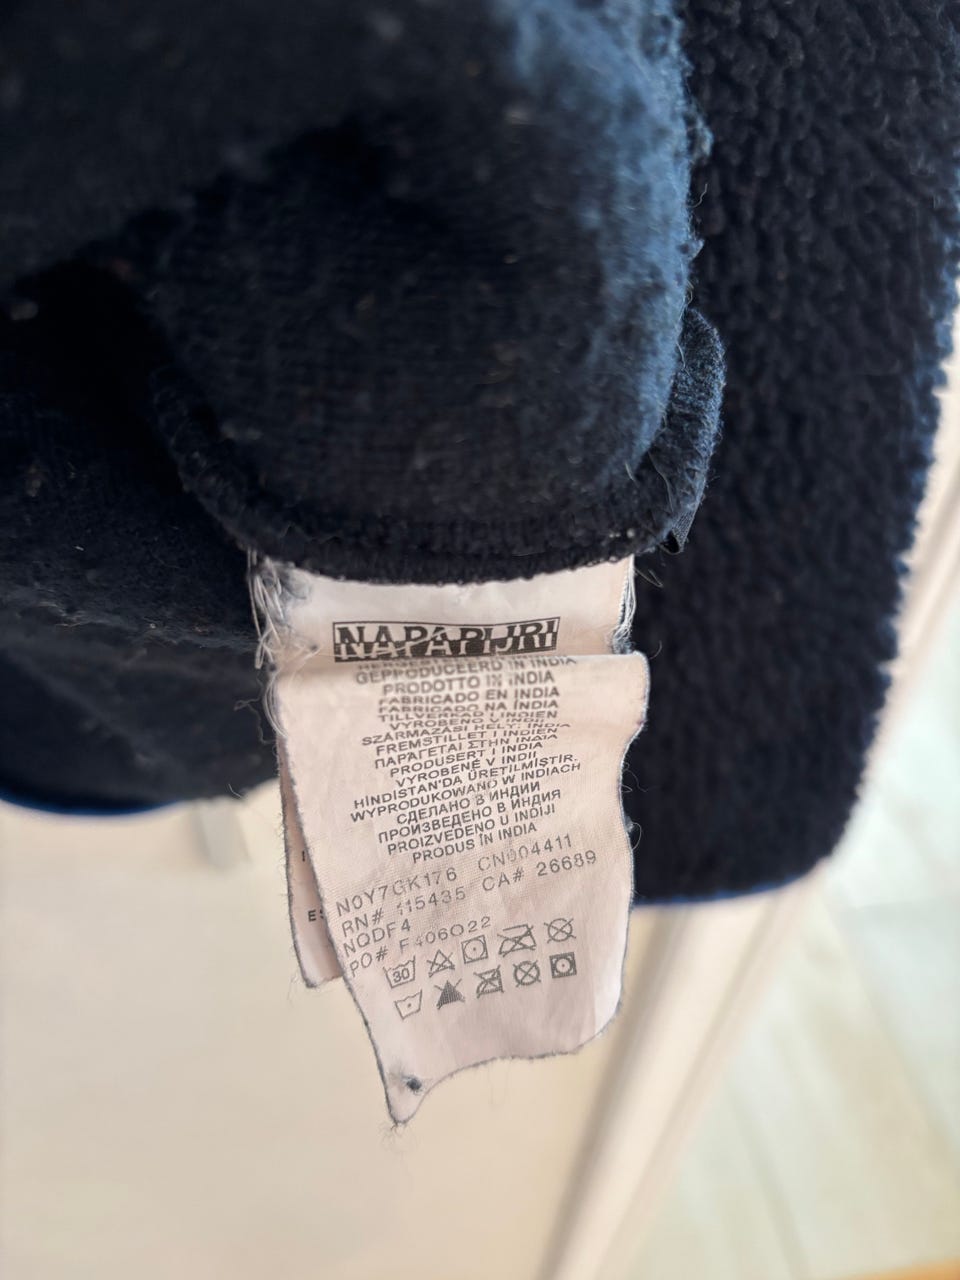 NAPAPIJRI
GEPRODUCEERD IN INDIA
PRODOTTO IN INDIA
FABRICADO EN INDIA
FABRICADO NA ÍNDIA
TILLVERKAD I INDIEN
VYROBENO V INDII
SZÁRMAZÁSI HELY: INDIA
FREMSTILLET I INDIEN
ΠΑΡΑΓΕΤΑΙ ΣΤΗΝ ΙΝΔΙΑ
PRODUSERT I INDIA
VYROBENÉ V INDII
HINDISTAN'DA ÜRETILMIŞTIR.
WYPRODUKOWANO W INDIACH
СДЕЛАНО В ИНДИИ
ПРОИЗВЕДЕНО В ИНДИЯ
PROIZVEDENO U INDIJI
PRODUS ÎN INDIA
N0Y7GK176 CN004411
RN# 115435 CA# 26689
NQDF4
PO# F406O22
30